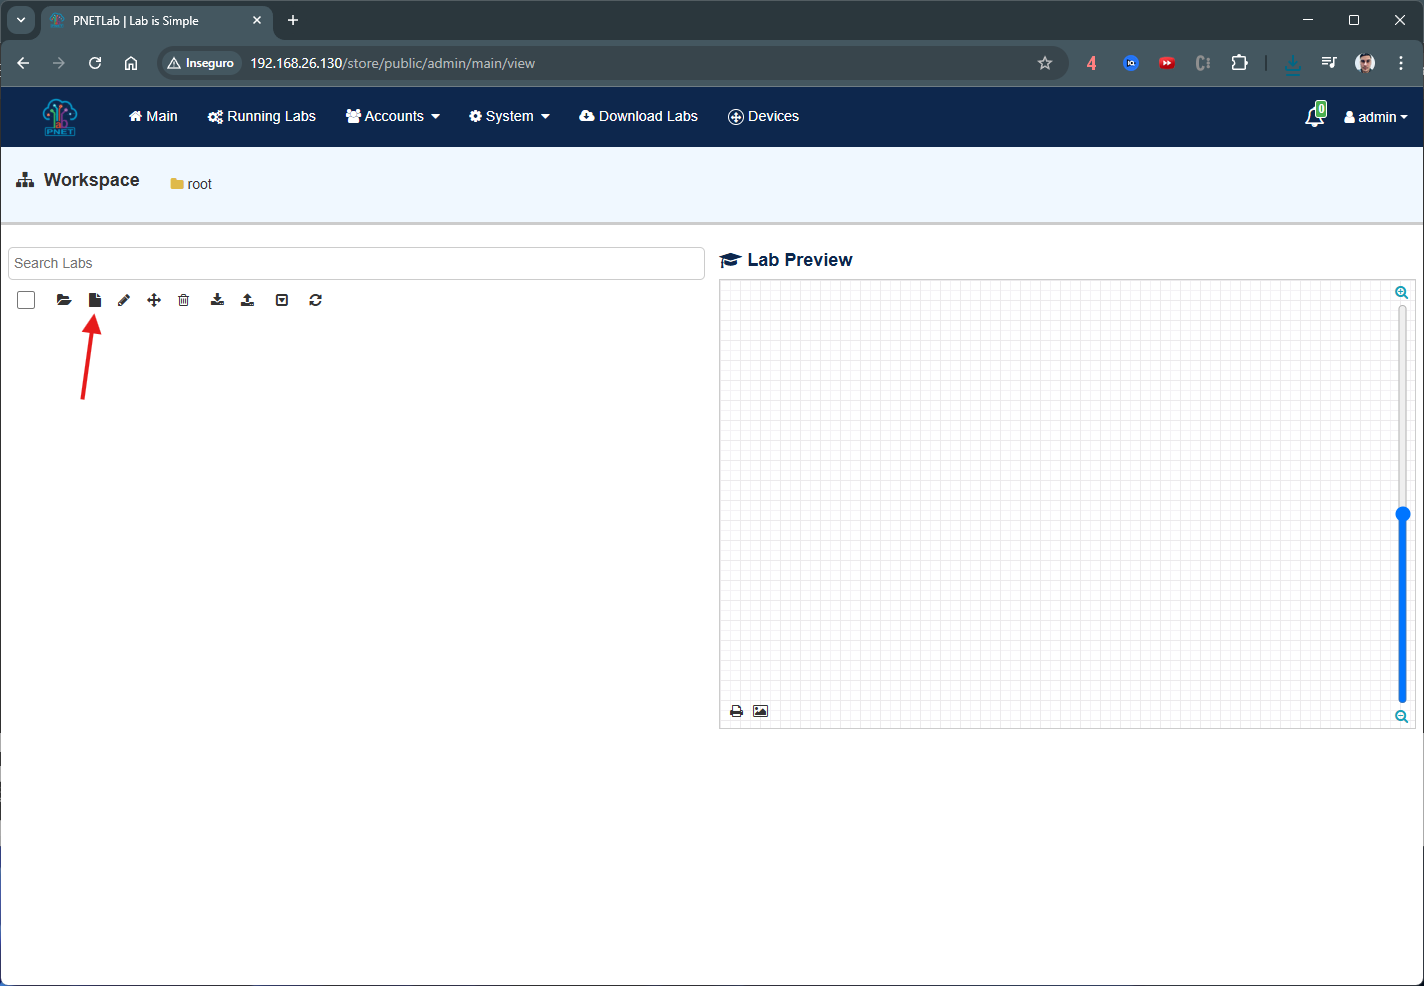 PNETLab | Lab is Simple
Inseguro
192.168.26.130/store/public/admin/main/view
4
PNET
Main
Running Labs
Accounts
System
Download Labs
Devices
0
admin
Workspace
root
Search Labs
Lab Preview